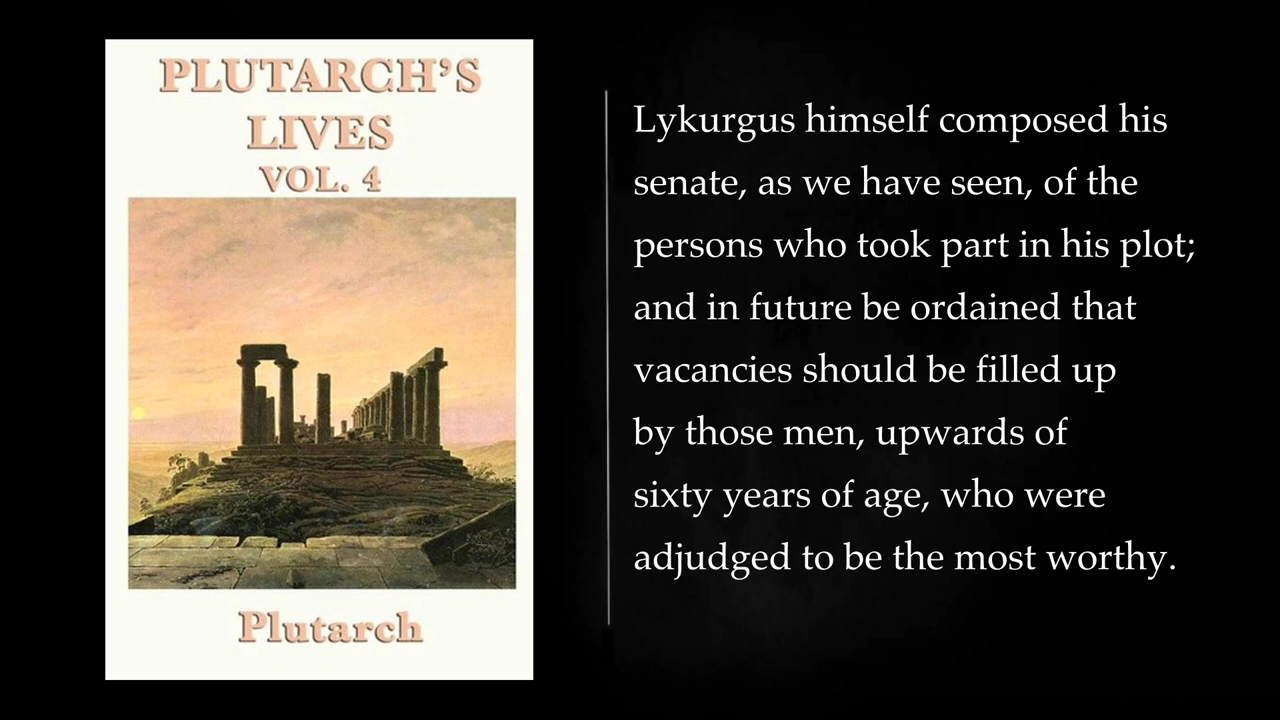 PLUTARCH'S
LIVES
VOL. 4
Plutarch
Lykurgus himself composed his
senate, as we have seen, of the
persons who took part in his plot;
and in future be ordained that
vacancies should be filled up
by those men, upwards of
sixty years of age, who were
adjudged to be the most worthy.